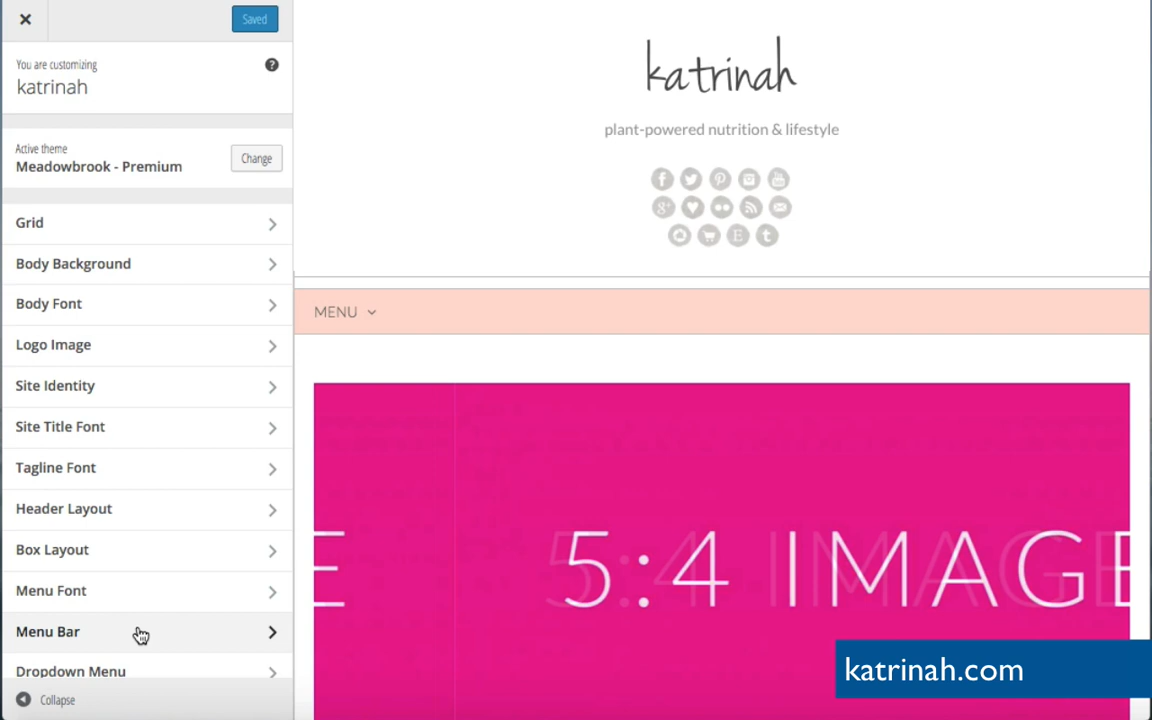 Saved
You are customizing
katrinah
Active theme
Meadowbrook - Premium
Change
Grid
Body Background
Body Font
Logo Image
Site Identity
Site Title Font
Tagline Font
Header Layout
Box Layout
Menu Font
Menu Bar
Dropdown Menu
Collapse
katrinah
plant-powered nutrition & lifestyle
MENU
E 5:4 IMAGE
katrinah.com